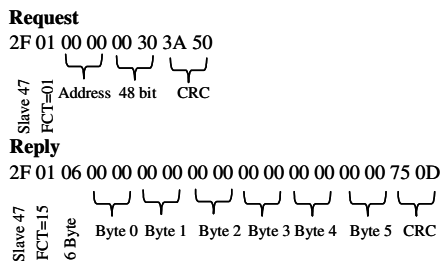 Request
2F 01 00 00 00 30 3A 50
Slave 47 FCT=01 Address 48 bit CRC
Reply
2F 01 06 00 00 00 00 00 00 00 00 00 00 00 00 75 0D
Slave 47 FCT=15 6 Byte Byte 0 Byte 1 Byte 2 Byte 3 Byte 4 Byte 5 CRC